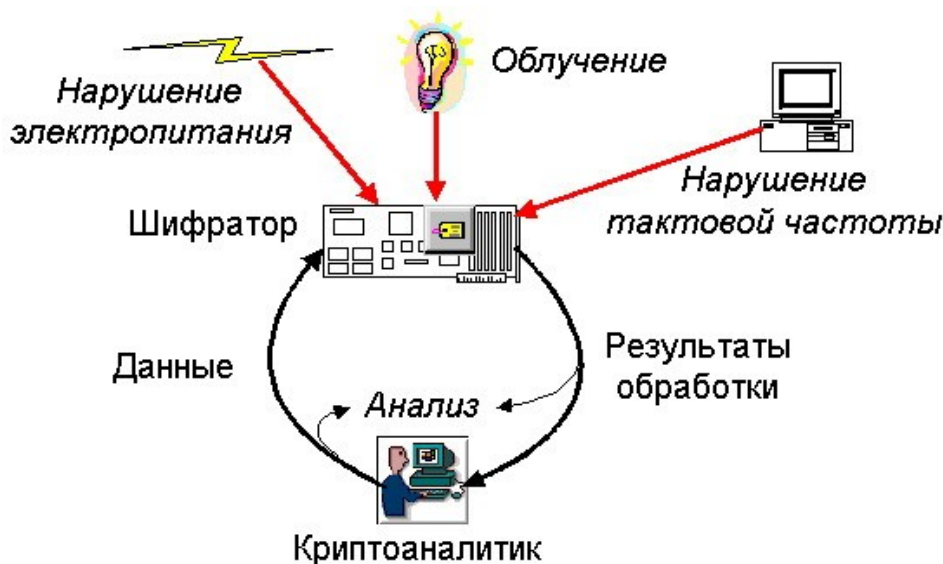 Облучение
Нарушение
электропитания
Нарушение
тактовой частоты
Шифратор
Данные
Результаты
обработки
Анализ
Криптоаналитик